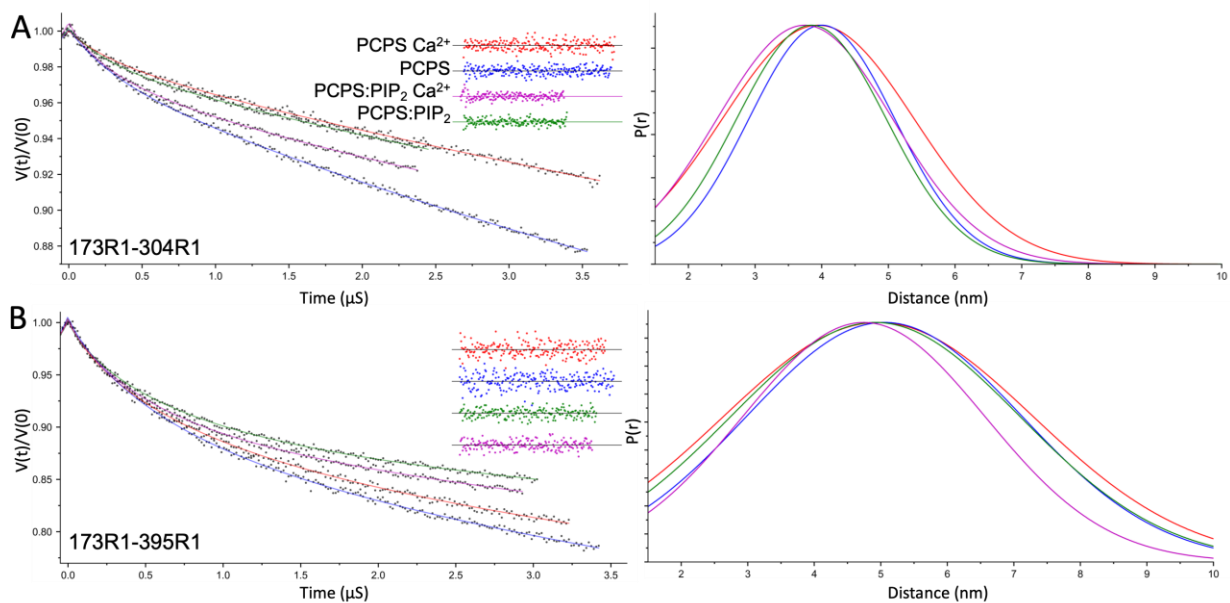 A
PCPS Ca²⁺
PCPS
PCPS:PIP₂ Ca²⁺
PCPS:PIP₂
173R1-304R1
V(t)/V(0)
1.00
0.98
0.96
0.94
0.92
0.90
0.88
0.0 0.5 1.0 1.5 2.0 2.5 3.0 3.5
Time (µS)
P(r)
2 3 4 5 6 7 8 9 10
Distance (nm)
B
173R1-395R1
V(t)/V(0)
1.00
0.95
0.90
0.85
0.80
0.0 0.5 1.0 1.5 2.0 2.5 3.0 3.5
Time (µS)
P(r)
2 3 4 5 6 7 8 9 10
Distance (nm)